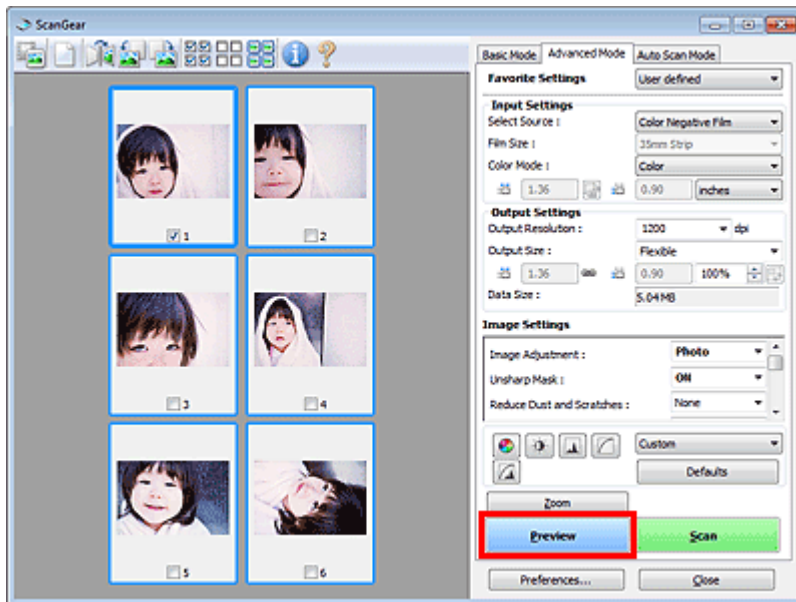 ScanGear
Basic Mode Advanced Mode Auto Scan Mode
Favorite Settings User defined
Input Settings
Select Source : Color Negative Film
Film Size : 35mm Strip
Color Mode : Color
1.36 0.90 inches
Output Settings
Output Resolution : 1200 dpi
Output Size : Flexible
1.36 0.90 100%
Data Size : 5.04 MB
Image Settings
Image Adjustment : Photo
Unsharp Mask : ON
Reduce Dust and Scratches : None
Custom
Defaults
Zoom
Preview Scan
Preferences... Close
1 2
3 4
5 6